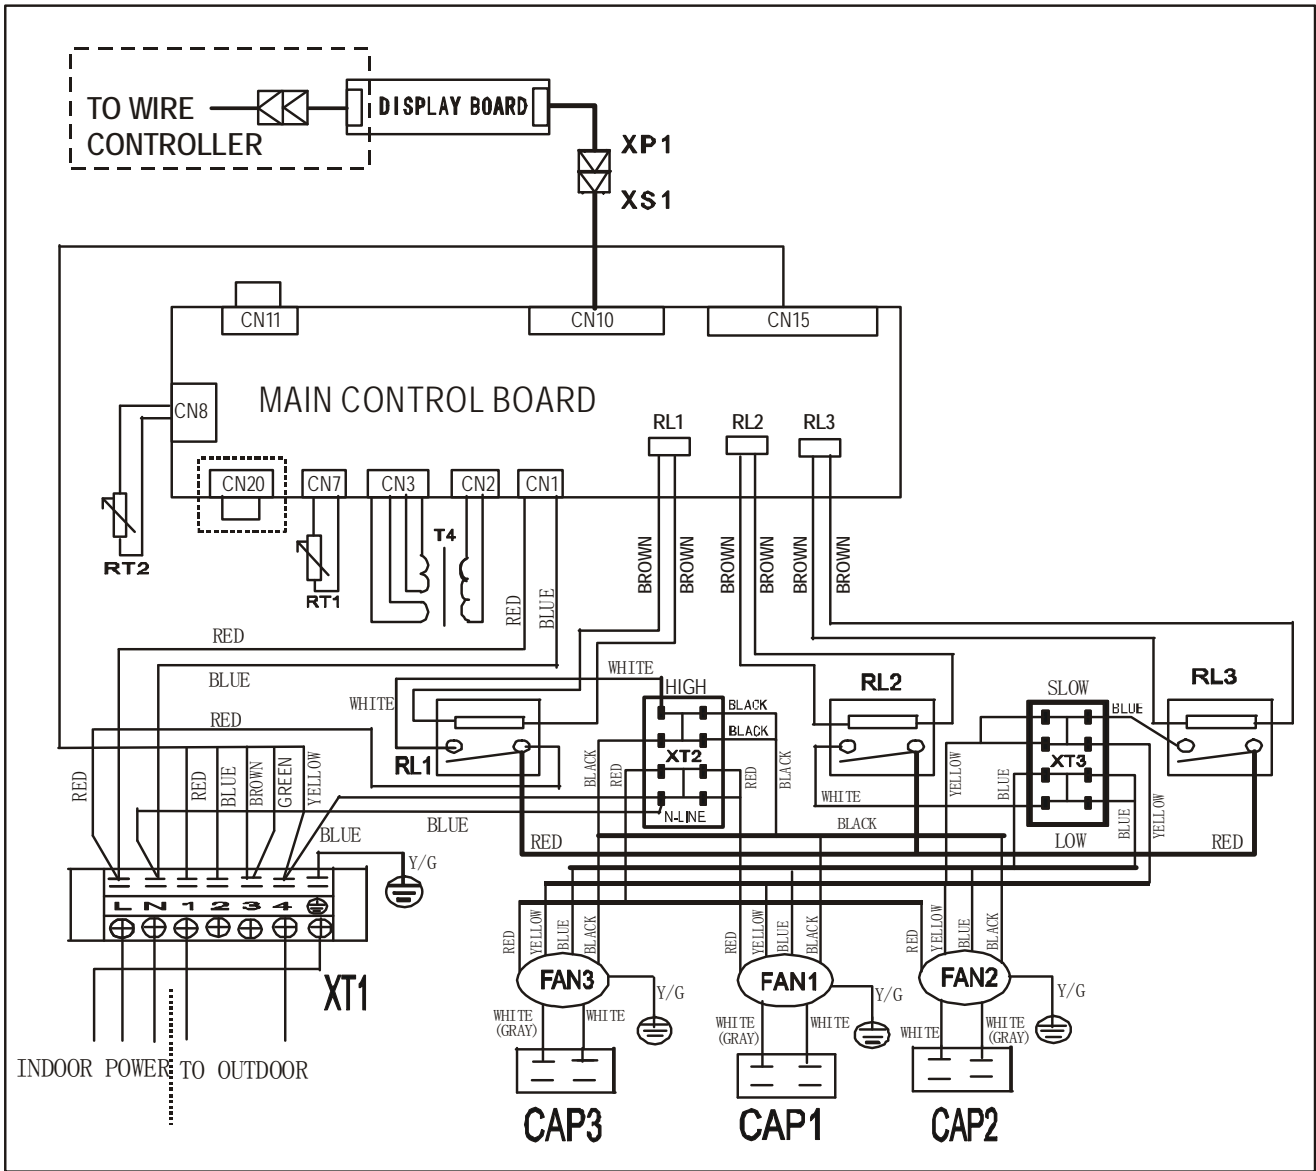 TO WIRE
CONTROLLER
DISPLAY BOARD
XP1
XS1
CN11
CN10
CN15
CN8
MAIN CONTROL BOARD
RL1
RL2
RL3
CN20
CN7
CN3
CN2
CN1
T4
RT2
RT1
BROWN
BROWN
BROWN
BROWN
BROWN
BROWN
RED
BLUE
RED
BLUE
RED
WHITE
WHITE
HIGH
BLACK
BLACK
XT2
N-LINE
RL1
RL2
SLOW
BLUE
XT3
LOW
RL3
RED
RED
BLUE
BROWN
GREEN
YELLOW
BLUE
BLUE
BLACK
RED
RED
BLACK
WHITE
YELLOW
BLUE
BLUE
YELLOW
RED
BLACK
RED
Y/G
L N 1 2 3 4
XT1
INDOOR POWER
TO OUTDOOR
RED
YELLOW
BLUE
BLACK
RED
YELLOW
BLUE
BLACK
RED
YELLOW
BLUE
BLACK
FAN3
FAN1
FAN2
Y/G
Y/G
Y/G
WHITE
(GRAY)
WHITE
WHITE
(GRAY)
WHITE
WHITE
WHITE
(GRAY)
CAP3
CAP1
CAP2